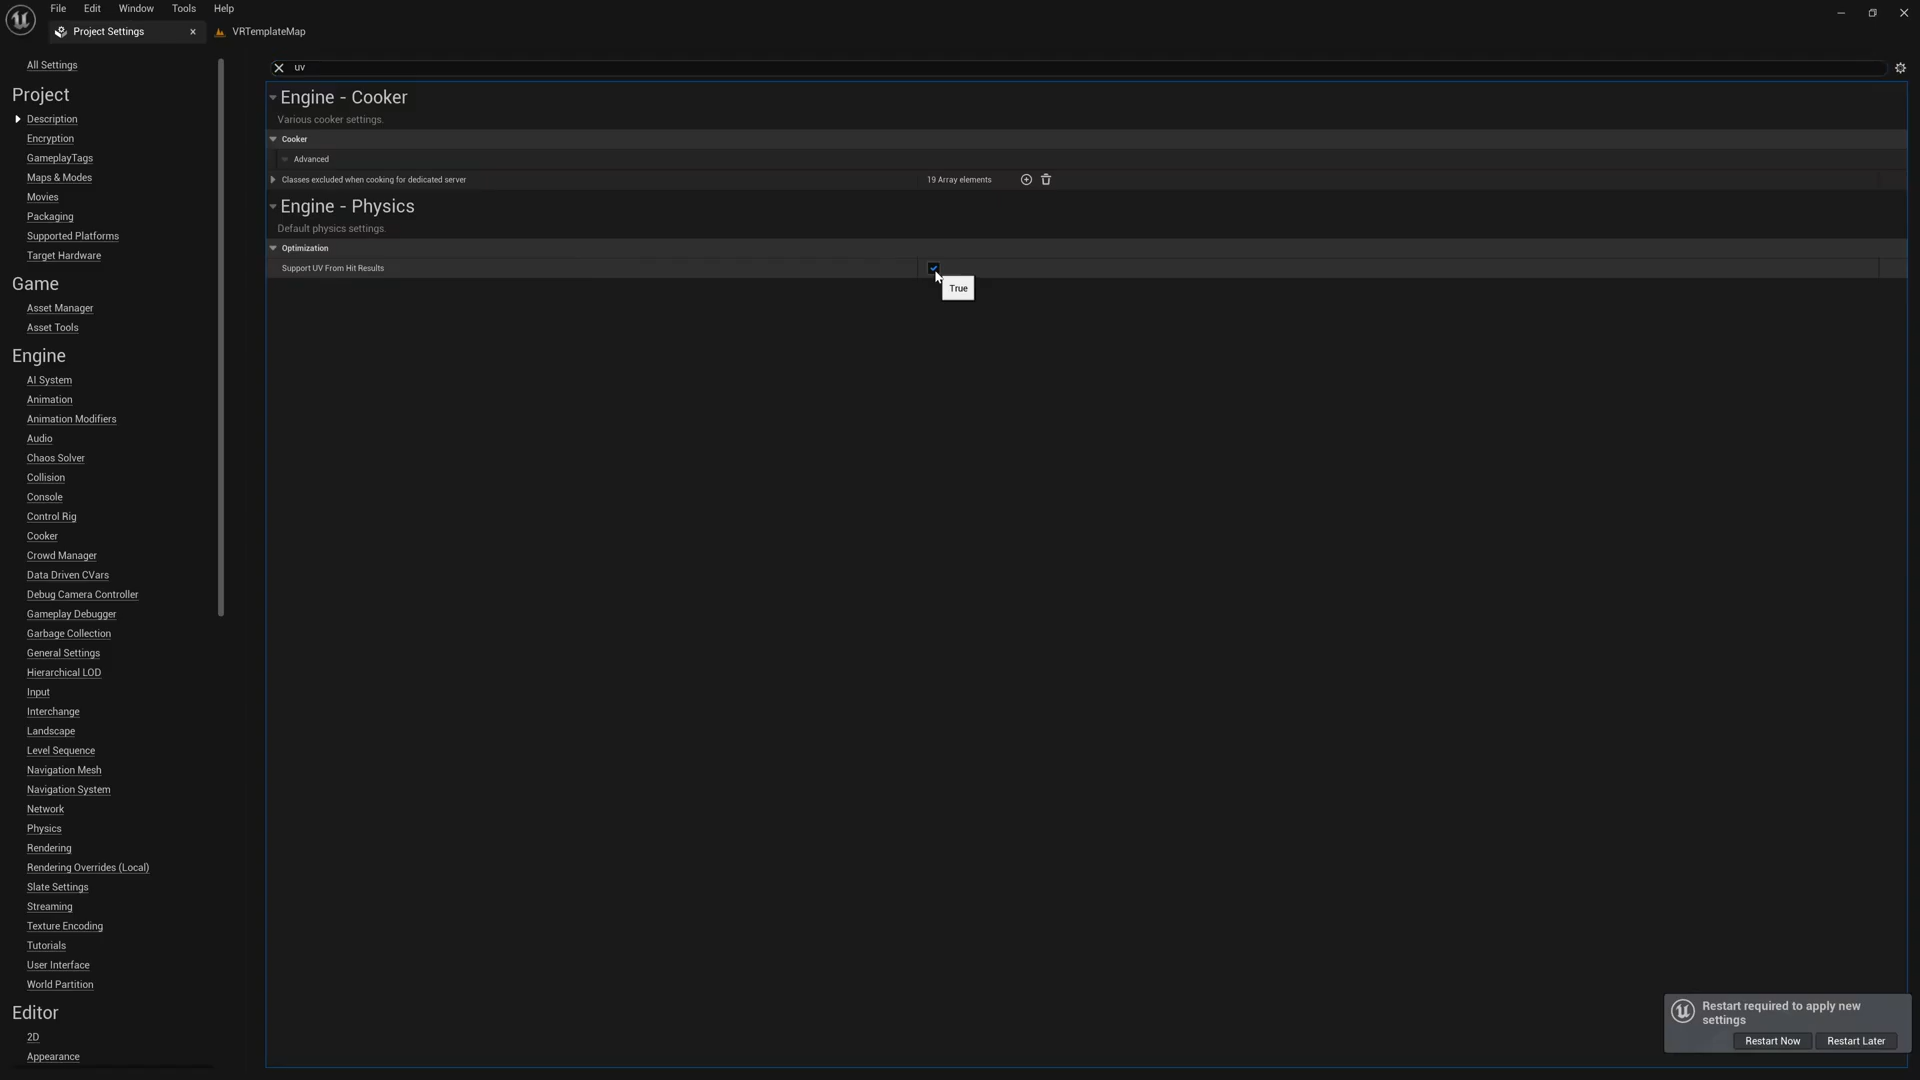 File Edit Window Tools Help
Project Settings VRTemplateMap
uv
All Settings
Project
Description
Encryption
GameplayTags
Maps & Modes
Movies
Packaging
Supported Platforms
Target Hardware
Game
Asset Manager
Asset Tools
Engine
AI System
Animation
Animation Modifiers
Audio
Chaos Solver
Collision
Console
Control Rig
Cooker
Crowd Manager
Data Driven CVars
Debug Camera Controller
Gameplay Debugger
Garbage Collection
General Settings
Hierarchical LOD
Input
Interchange
Landscape
Level Sequence
Navigation Mesh
Navigation System
Network
Physics
Rendering
Rendering Overrides (Local)
Slate Settings
Streaming
Texture Encoding
Tutorials
User Interface
World Partition
Editor
2D
Appearance
Engine - Cooker
Various cooker settings.
Cooker
Advanced
Classes excluded when cooking for dedicated server 19 Array elements
Engine - Physics
Default physics settings.
Optimization
Support UV From Hit Results
True
Restart required to apply new
settings
Restart Now Restart Later